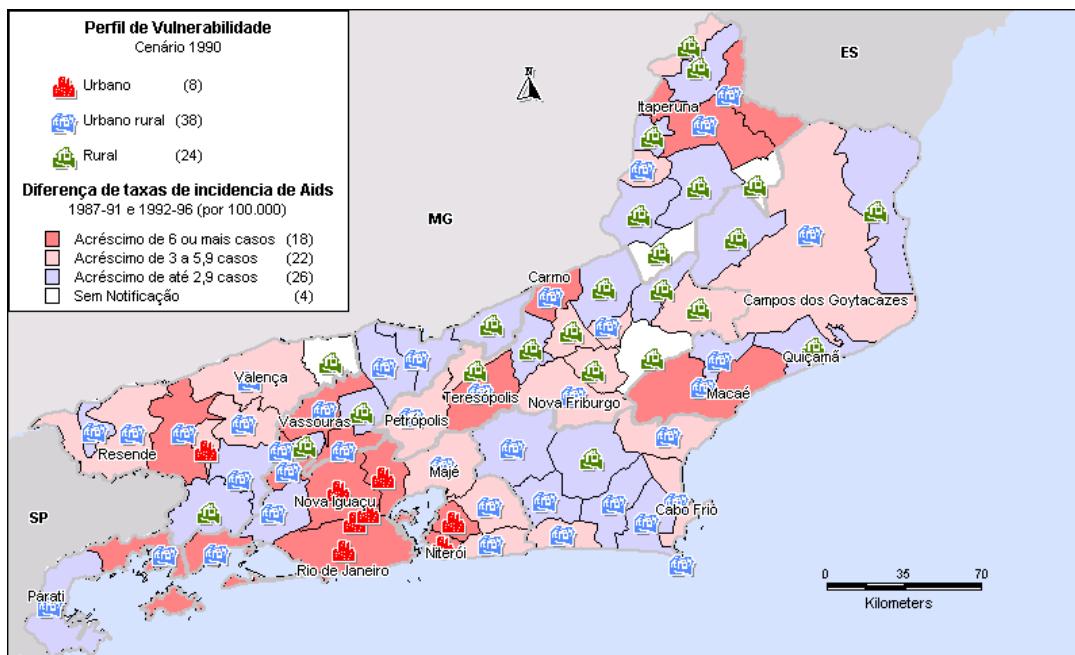 Perfil de Vulnerabilidade
Cenário 1990
Urbano (8)
Urbano rural (38)
Rural (24)
Diferença de taxas de incidencia de Aids
1987-91 e 1992-96 (por 100.000)
Acréscimo de 6 ou mais casos (18)
Acréscimo de 3 a 5,9 casos (22)
Acréscimo de até 2,9 casos (26)
Sem Notificação (4)
N
ES
MG
SP
Itaperuna
Carmo
Campos dos Goytacazes
Quiçamã
Macaé
Valença
Teresópolis
Nova Friburgo
Vassouras
Petrópolis
Resende
Majé
Nova Iguaçu
Cabo Frio
Niterói
Rio de Janeiro
Parati
0 35 70
Kilometers